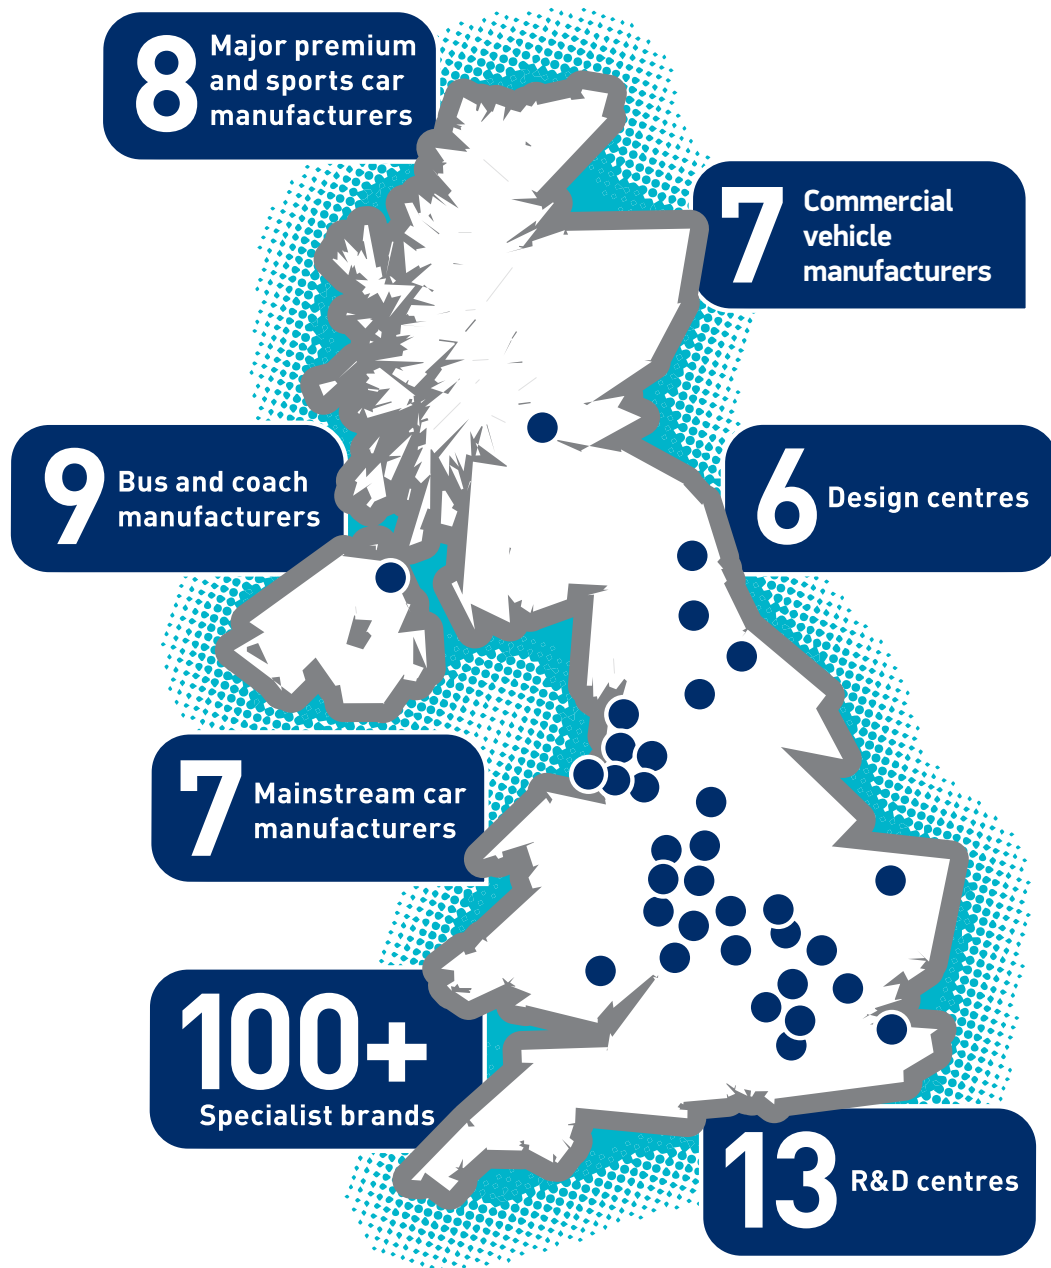 8
Major premium
and sports car
manufacturers
7
Commercial
vehicle
manufacturers
9
Bus and coach
manufacturers
6
Design centres
7
Mainstream car
manufacturers
100+
Specialist brands
13
R&D centres